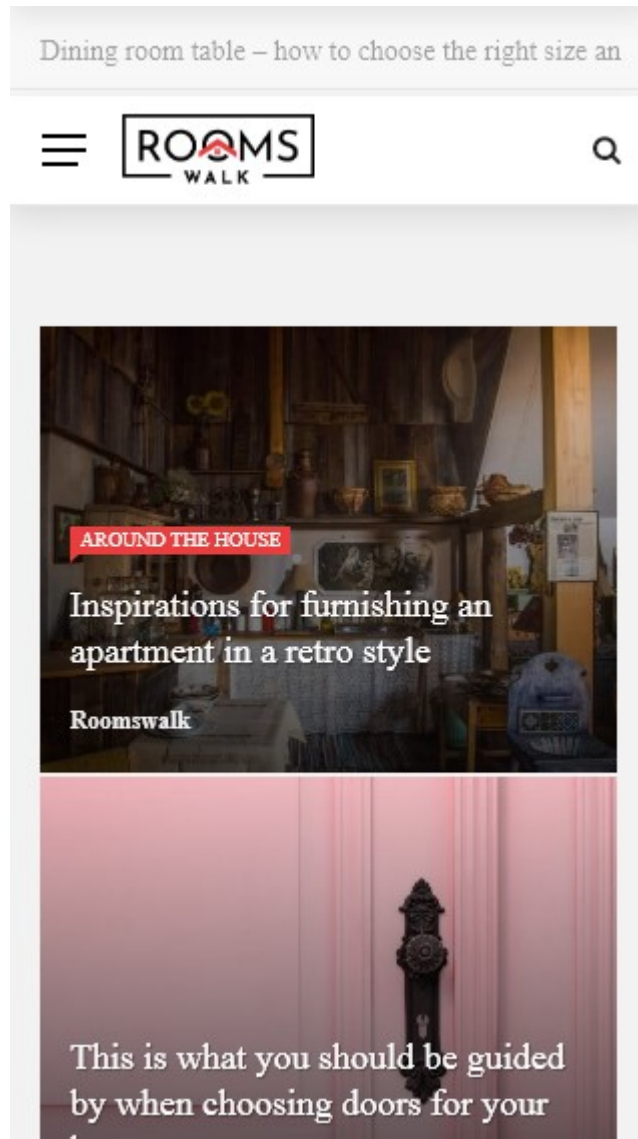 Dining room table – how to choose the right size an
ROOMS
WALK
AROUND THE HOUSE
Inspirations for furnishing an
apartment in a retro style
Roomswalk
This is what you should be guided
by when choosing doors for your